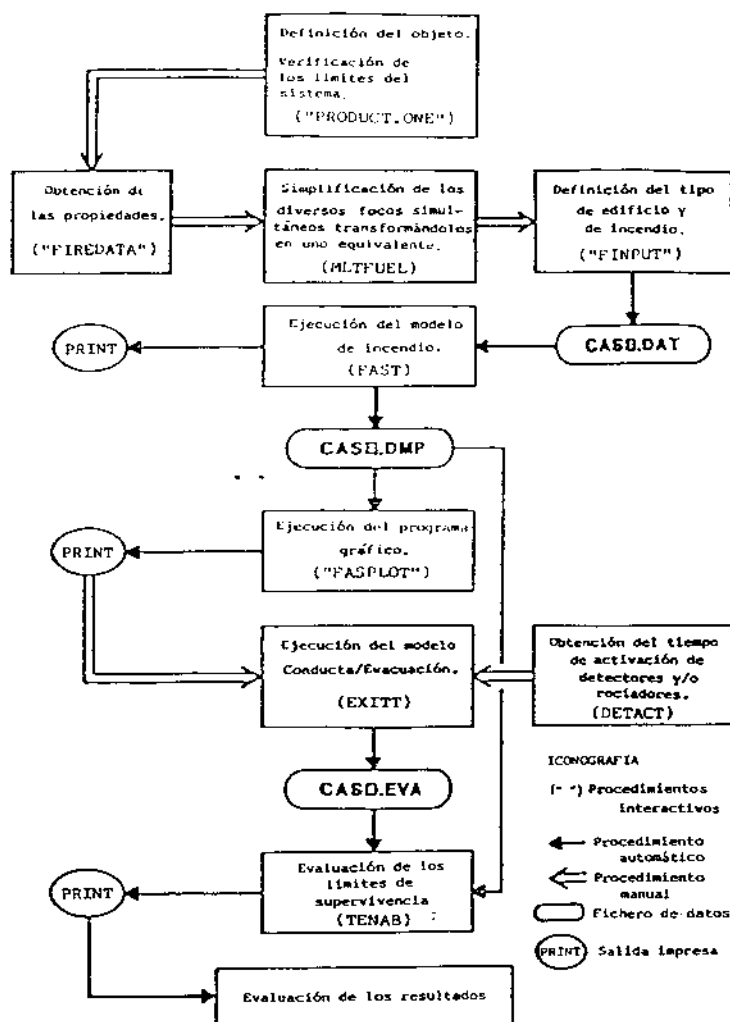 Definición del objeto.
Verificación de
los límites del
sistema.
("PRODUCT.ONE")
Obtención de
las propiedades.
("FIREDATA")
Simplificación de los
diversos focos simul-
táneos transformándolos
en uno equivalente.
(MLTFUEL)
Definición del tipo
de edificio y
de incendio.
("FINPUT")
PRINT
Ejecución del modelo
de incendio.
(FAST)
CASO.DAT
CASO.DMP
PRINT
Ejecución del programa
gráfico.
("FASPLOT")
Ejecución del modelo
Conducta/Evacuación.
(EXITT)
Obtención del tiempo
de activación de
detectores y/o
rociadores.
(DETACT)
CASO.EVA
PRINT
Evaluación de los
límites de
supervivencia
(TENAB)
Evaluación de los resultados
ICONOGRAFIA
(" ") Procedimientos
interactivos
Procedimiento
automático
Procedimiento
manual
Fichero de datos
PRINT Salida impresa